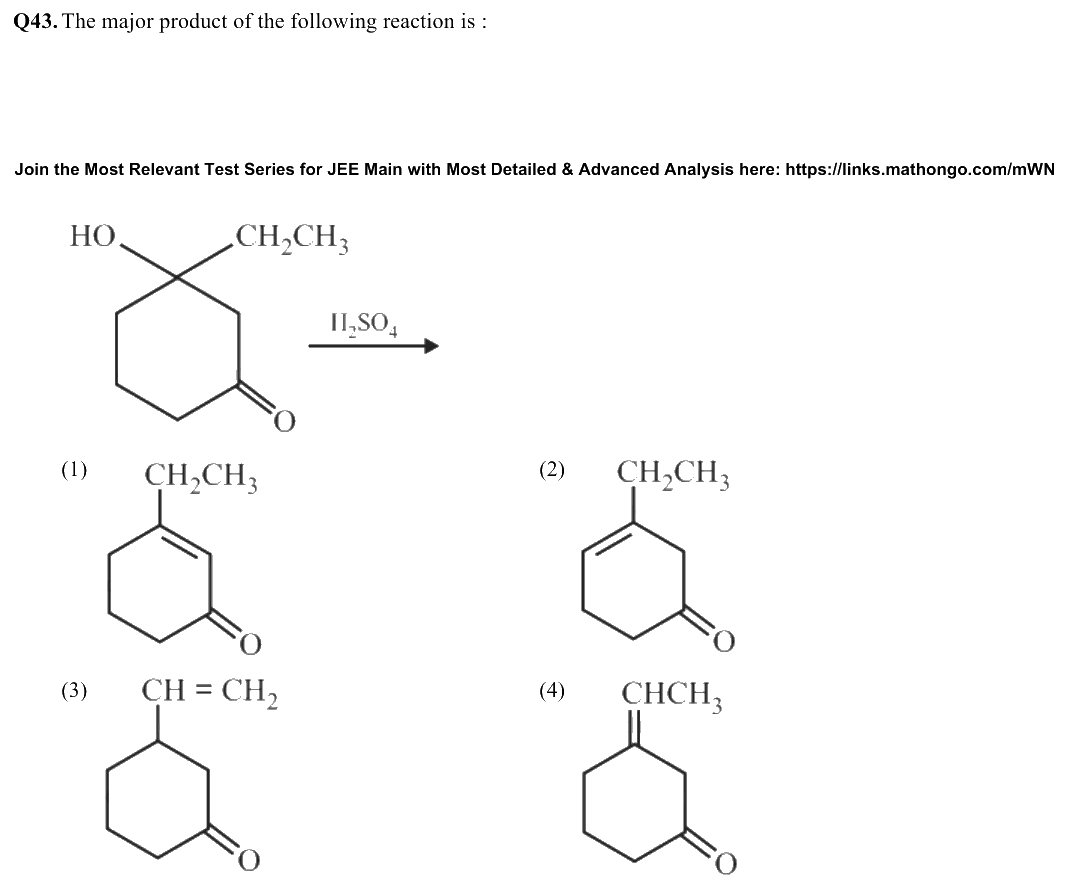 Q43. The major product of the following reaction is :
Join the Most Relevant Test Series for JEE Main with Most Detailed & Advanced Analysis here: https://links.mathongo.com/mWN
HO CH₂CH₃
H₂SO₄
O
(1) CH₂CH₃ (2) CH₂CH₃
O O
(3) CH = CH₂ (4) CHCH₃
O O